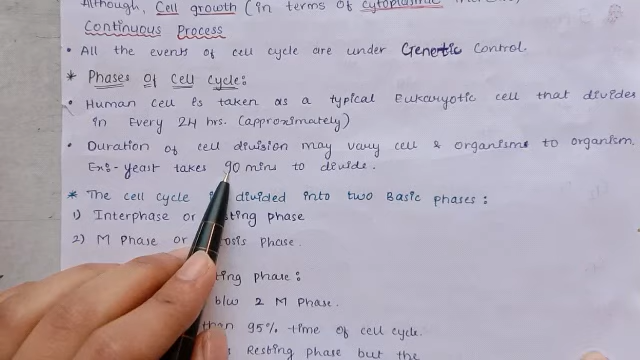 Although, Cell growth (in terms of cytoplasmic
Continuous Process
• All the events of cell cycle are under Genetic Control.
* Phases Of Cell Cycle:
• Human Cell is taken as a typical Eukaryotic cell that divides
in Every 24 hrs. (approximately)
• Duration of cell division may vary cell & organisms to organism.
Ex:- yeast takes 90 mins to divide.
* The cell cycle is divided into two Basic phases:
1) Interphase or Resting phase
2) M Phase or phase.
phase:
b/w 2 M Phase.
than 95% time of cell cycle.
Resting phase but the